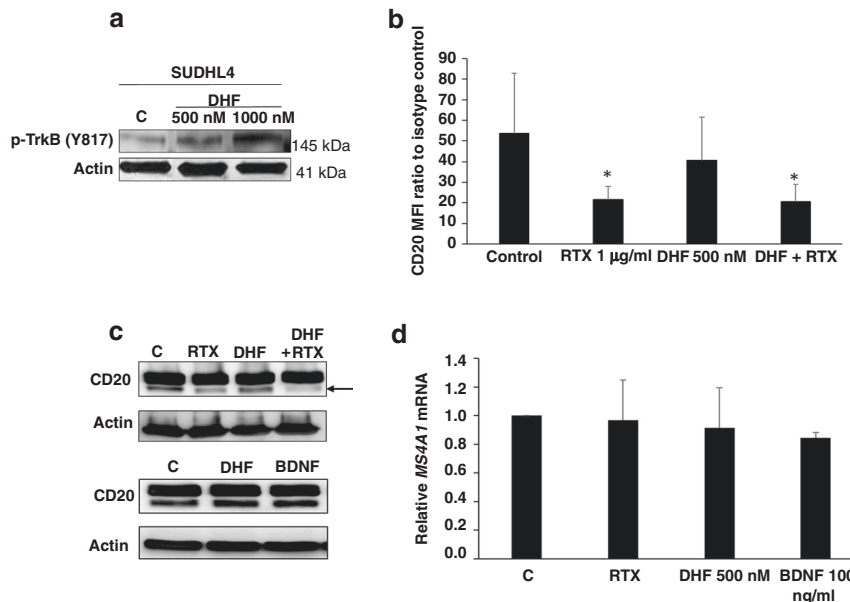 a
SUDHL4
DHF
C 500 nM 1000 nM
p-TrkB (Y817)
145 kDa
Actin
41 kDa
b
CD20 MFI ratio to isotype control
90
80
70
60
50
40
30
20
10
0
*
*
Control RTX 1 µg/ml DHF 500 nM DHF + RTX
c
C RTX DHF DHF +RTX
CD20
Actin
C DHF BDNF
CD20
Actin
d
Relative MS4A1 mRNA
1.4
1.2
1.0
0.8
0.6
0.4
0.2
0.0
C RTX DHF 500 nM BDNF 100
ng/ml